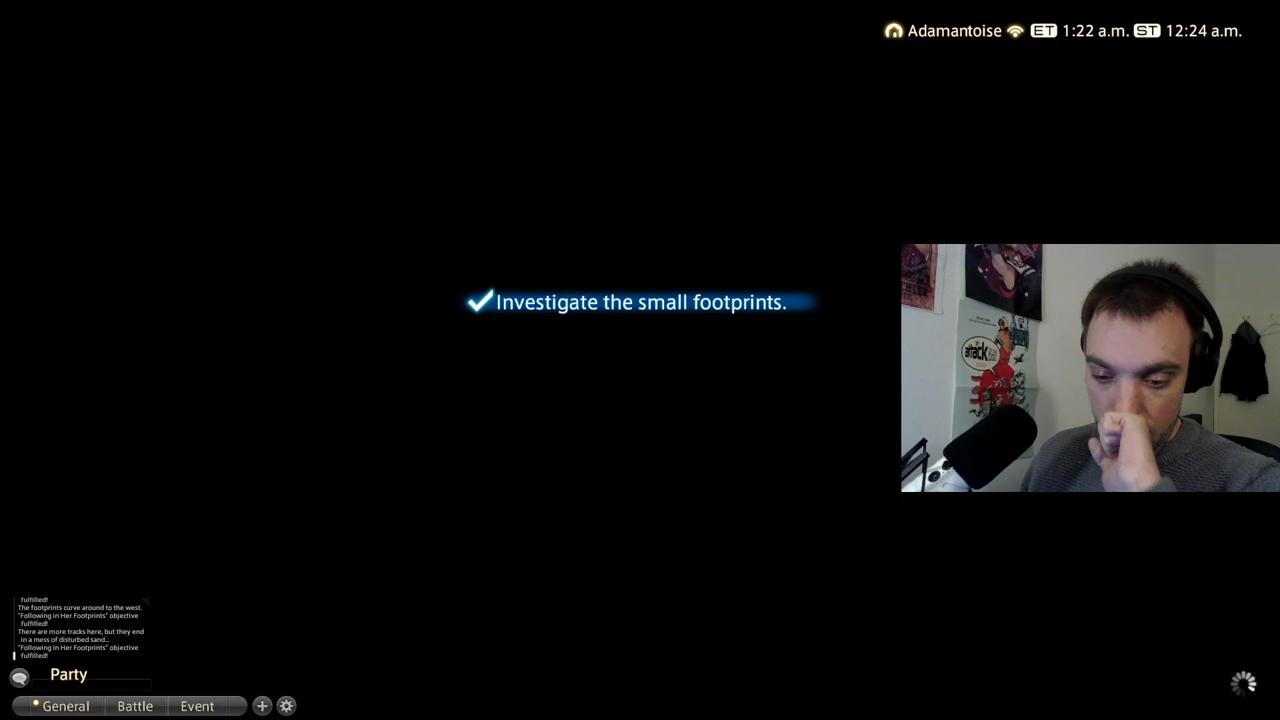 Adamantoise ET 1:22 a.m. ST 12:24 a.m.
Investigate the small footprints.
attack
fulfilled!
The footprints curve around to the west.
"Following in Her Footprints" objective
fulfilled!
There are more tracks here, but they end
in a mess of disturbed sand...
"Following in Her Footprints" objective
fulfilled!
Party
General Battle Event